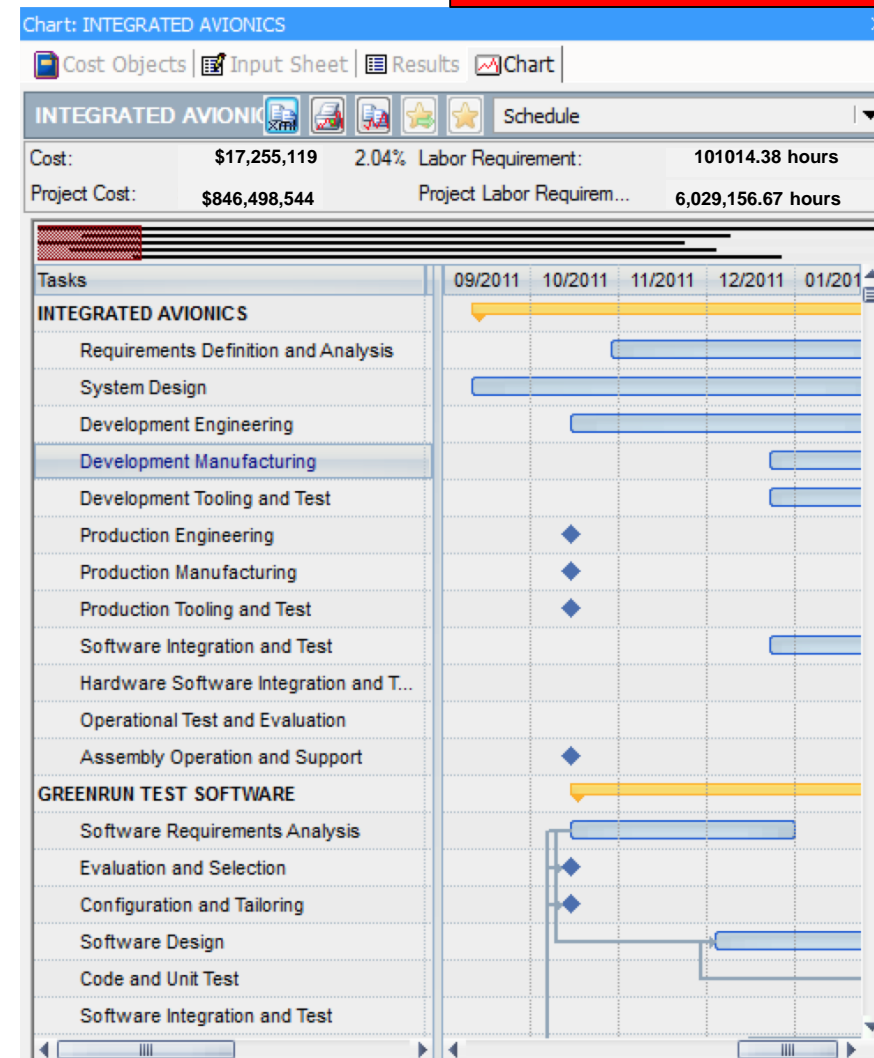 Chart: INTEGRATED AVIONICS
Cost Objects Input Sheet Results Chart
INTEGRATED AVIONIC Schedule
Cost: $17,255,119 2.04% Labor Requirement: 101014.38 hours
Project Cost: $846,498,544 Project Labor Requirem... 6,029,156.67 hours
Tasks 09/2011 10/2011 11/2011 12/2011 01/201
INTEGRATED AVIONICS
Requirements Definition and Analysis
System Design
Development Engineering
Development Manufacturing
Development Tooling and Test
Production Engineering
Production Manufacturing
Production Tooling and Test
Software Integration and Test
Hardware Software Integration and T...
Operational Test and Evaluation
Assembly Operation and Support
GREENRUN TEST SOFTWARE
Software Requirements Analysis
Evaluation and Selection
Configuration and Tailoring
Software Design
Code and Unit Test
Software Integration and Test